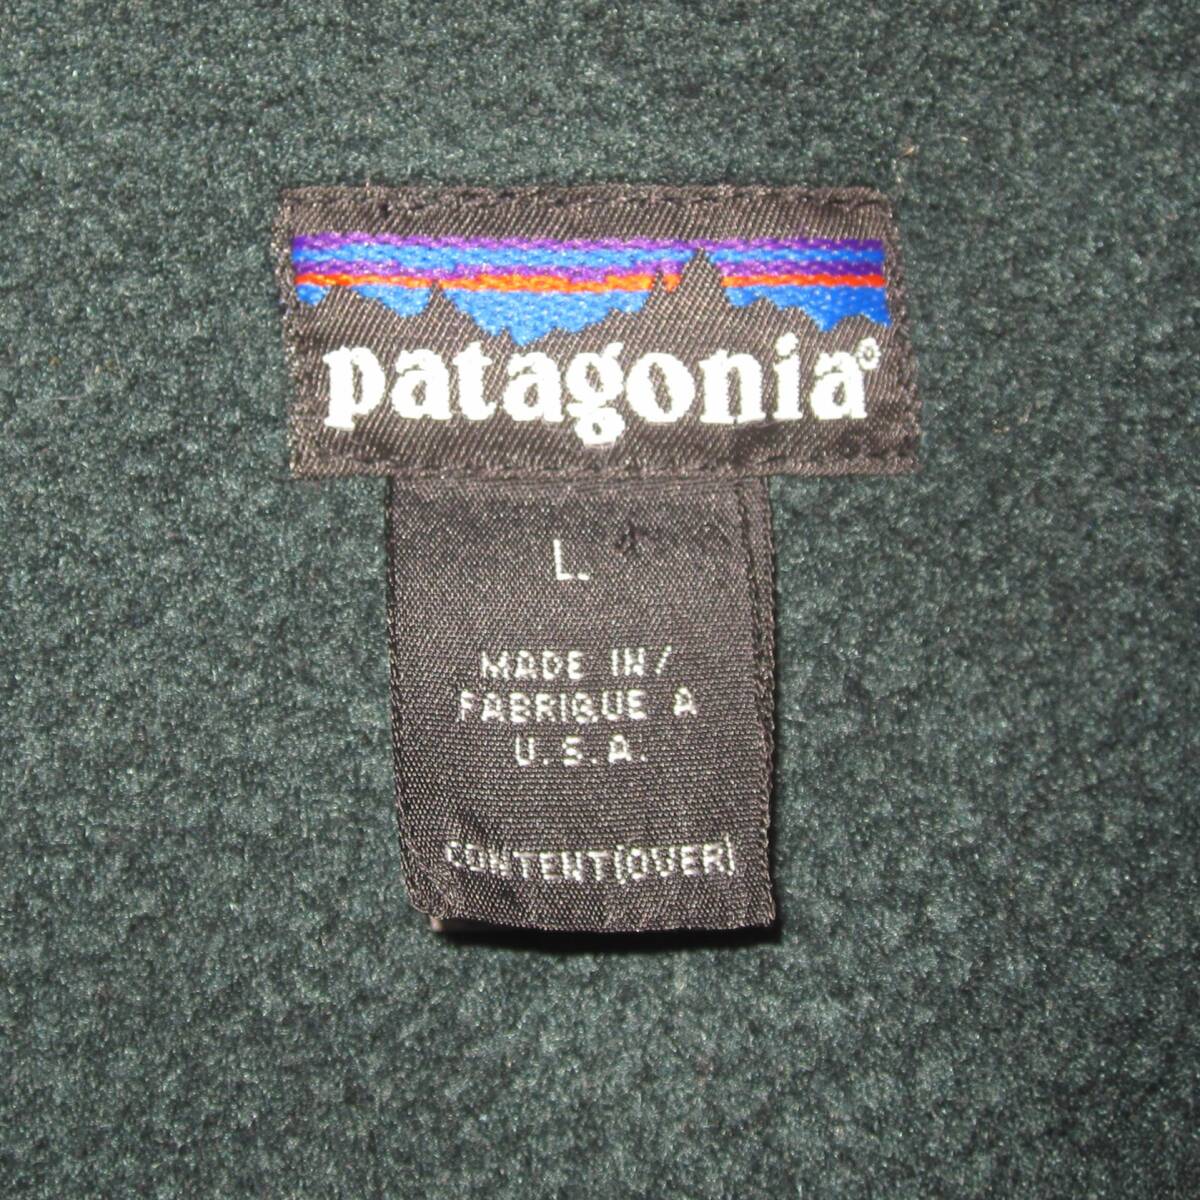 patagonia®
L.
MADE IN/
FABRIQUE A
U.S.A.
CONTENT(OVER)